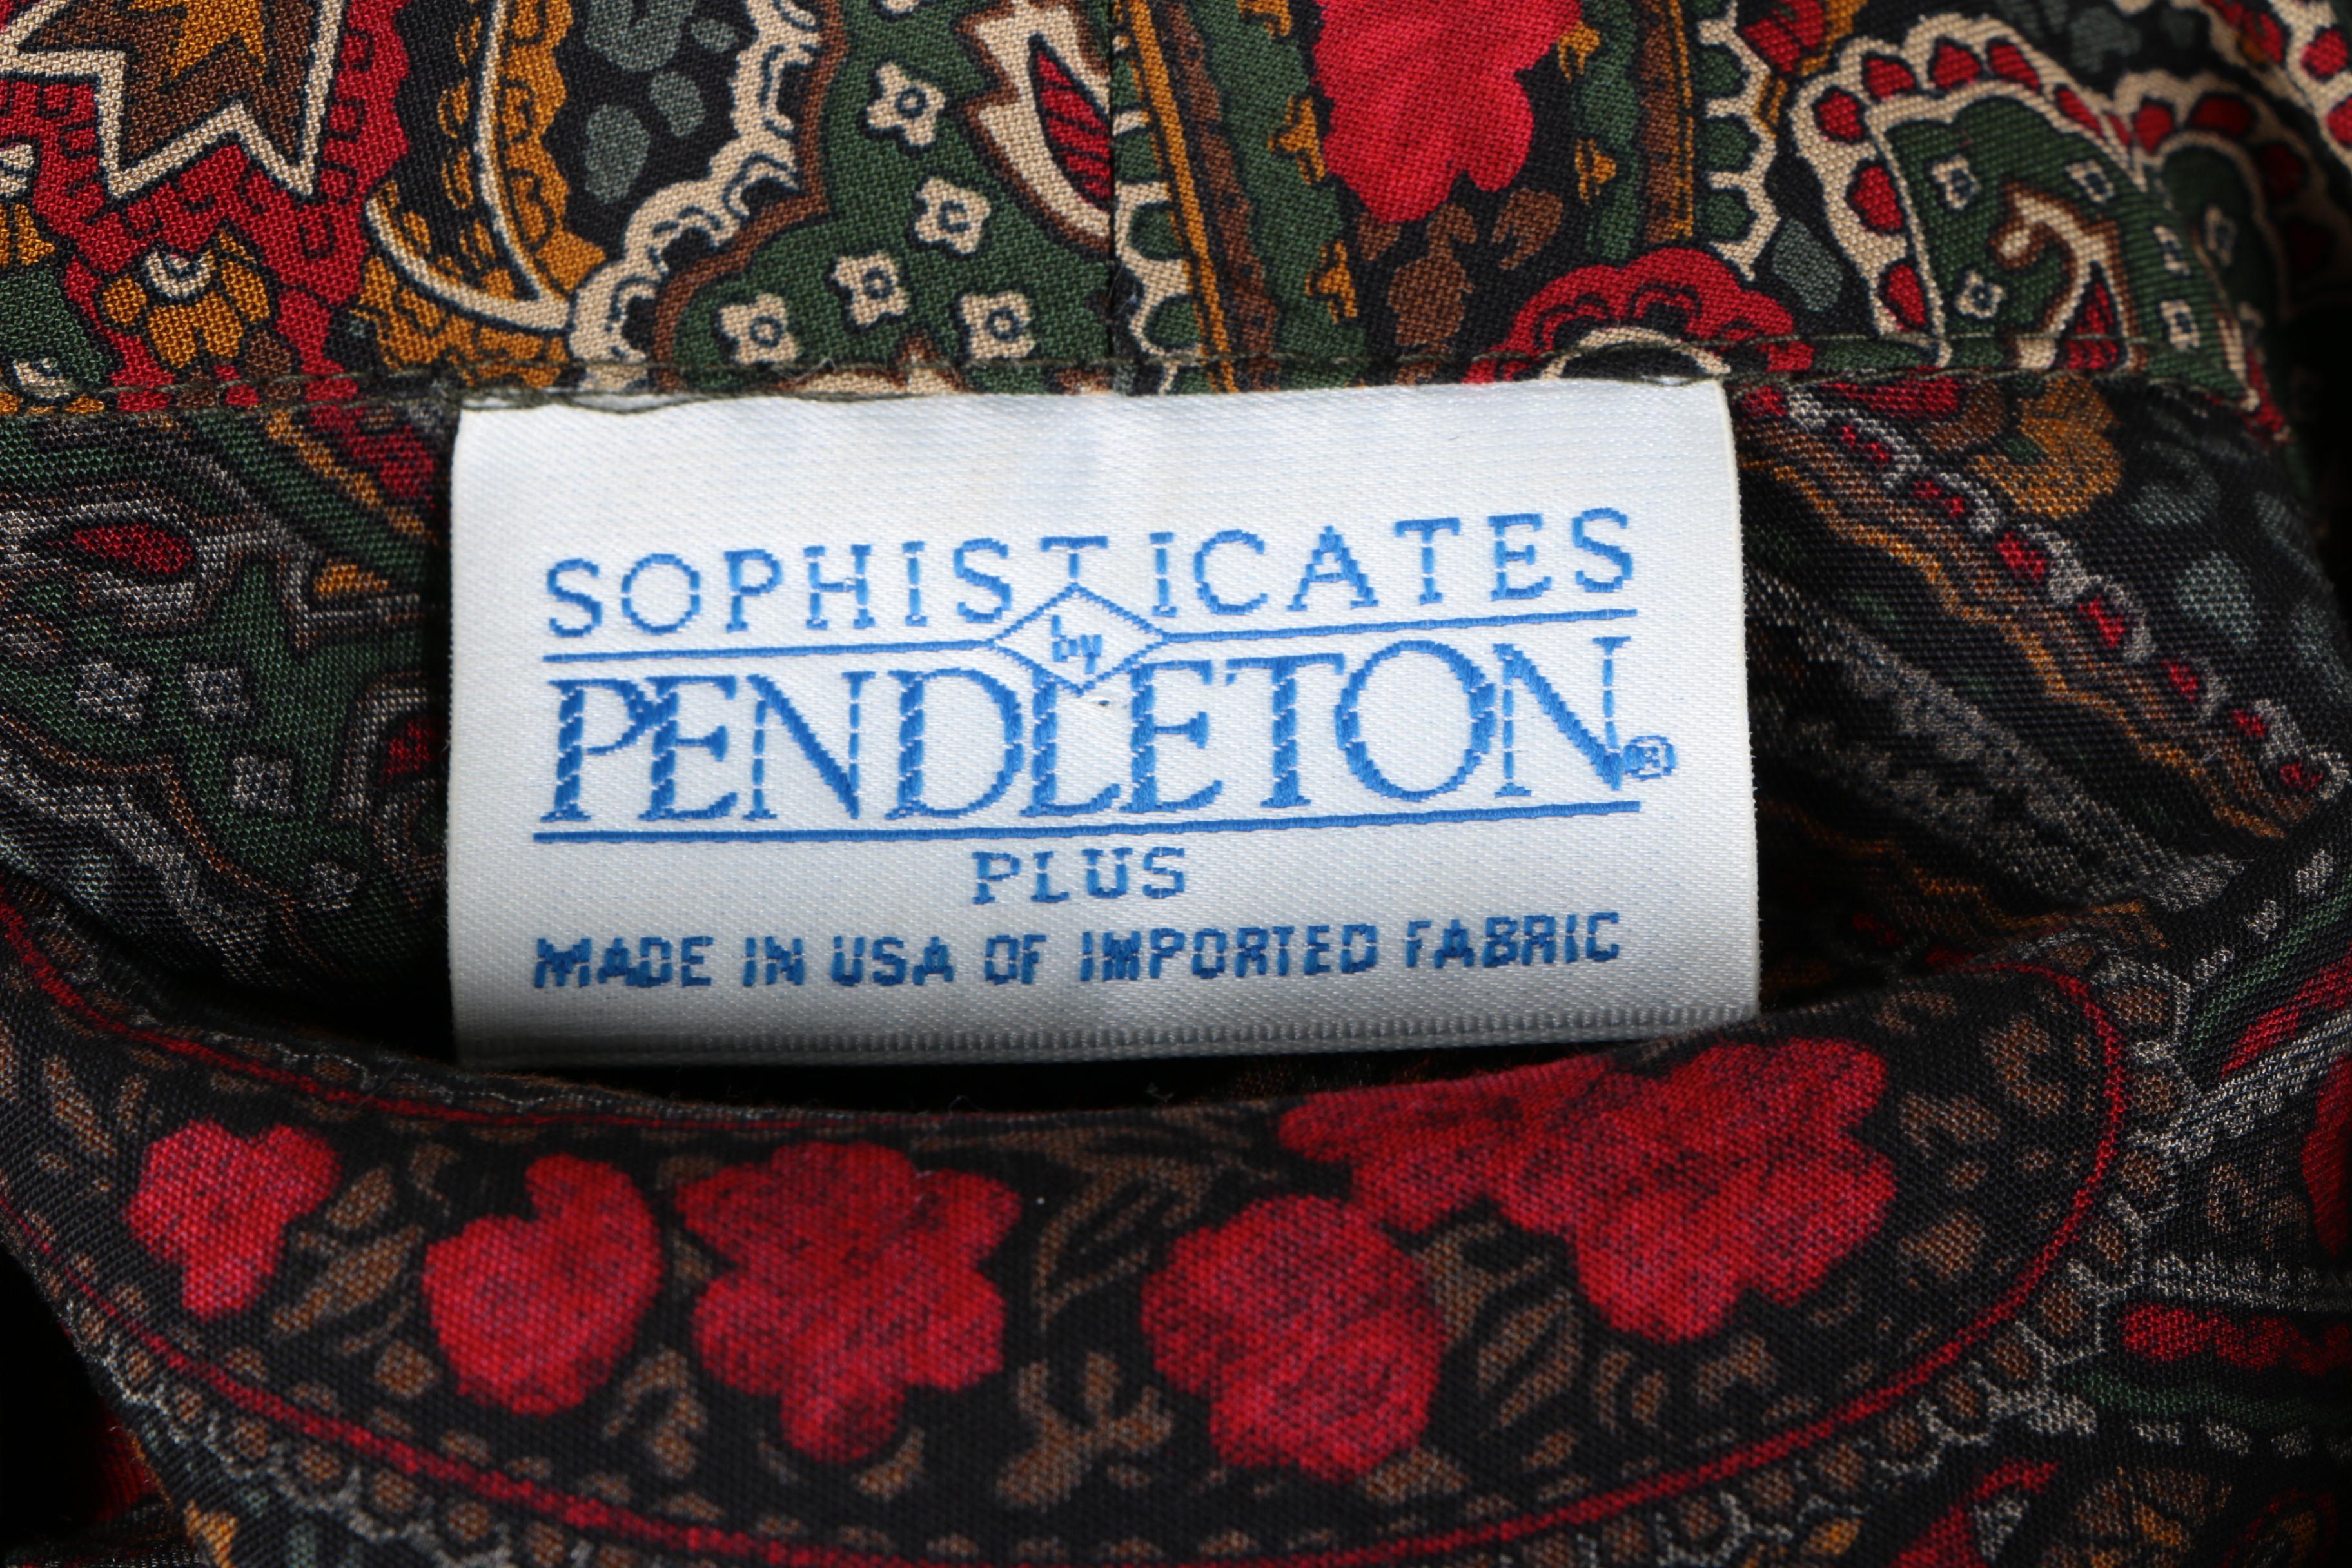 SOPHISTICATES
by
PENDLETON®
PLUS
MADE IN USA OF IMPORTED FABRIC